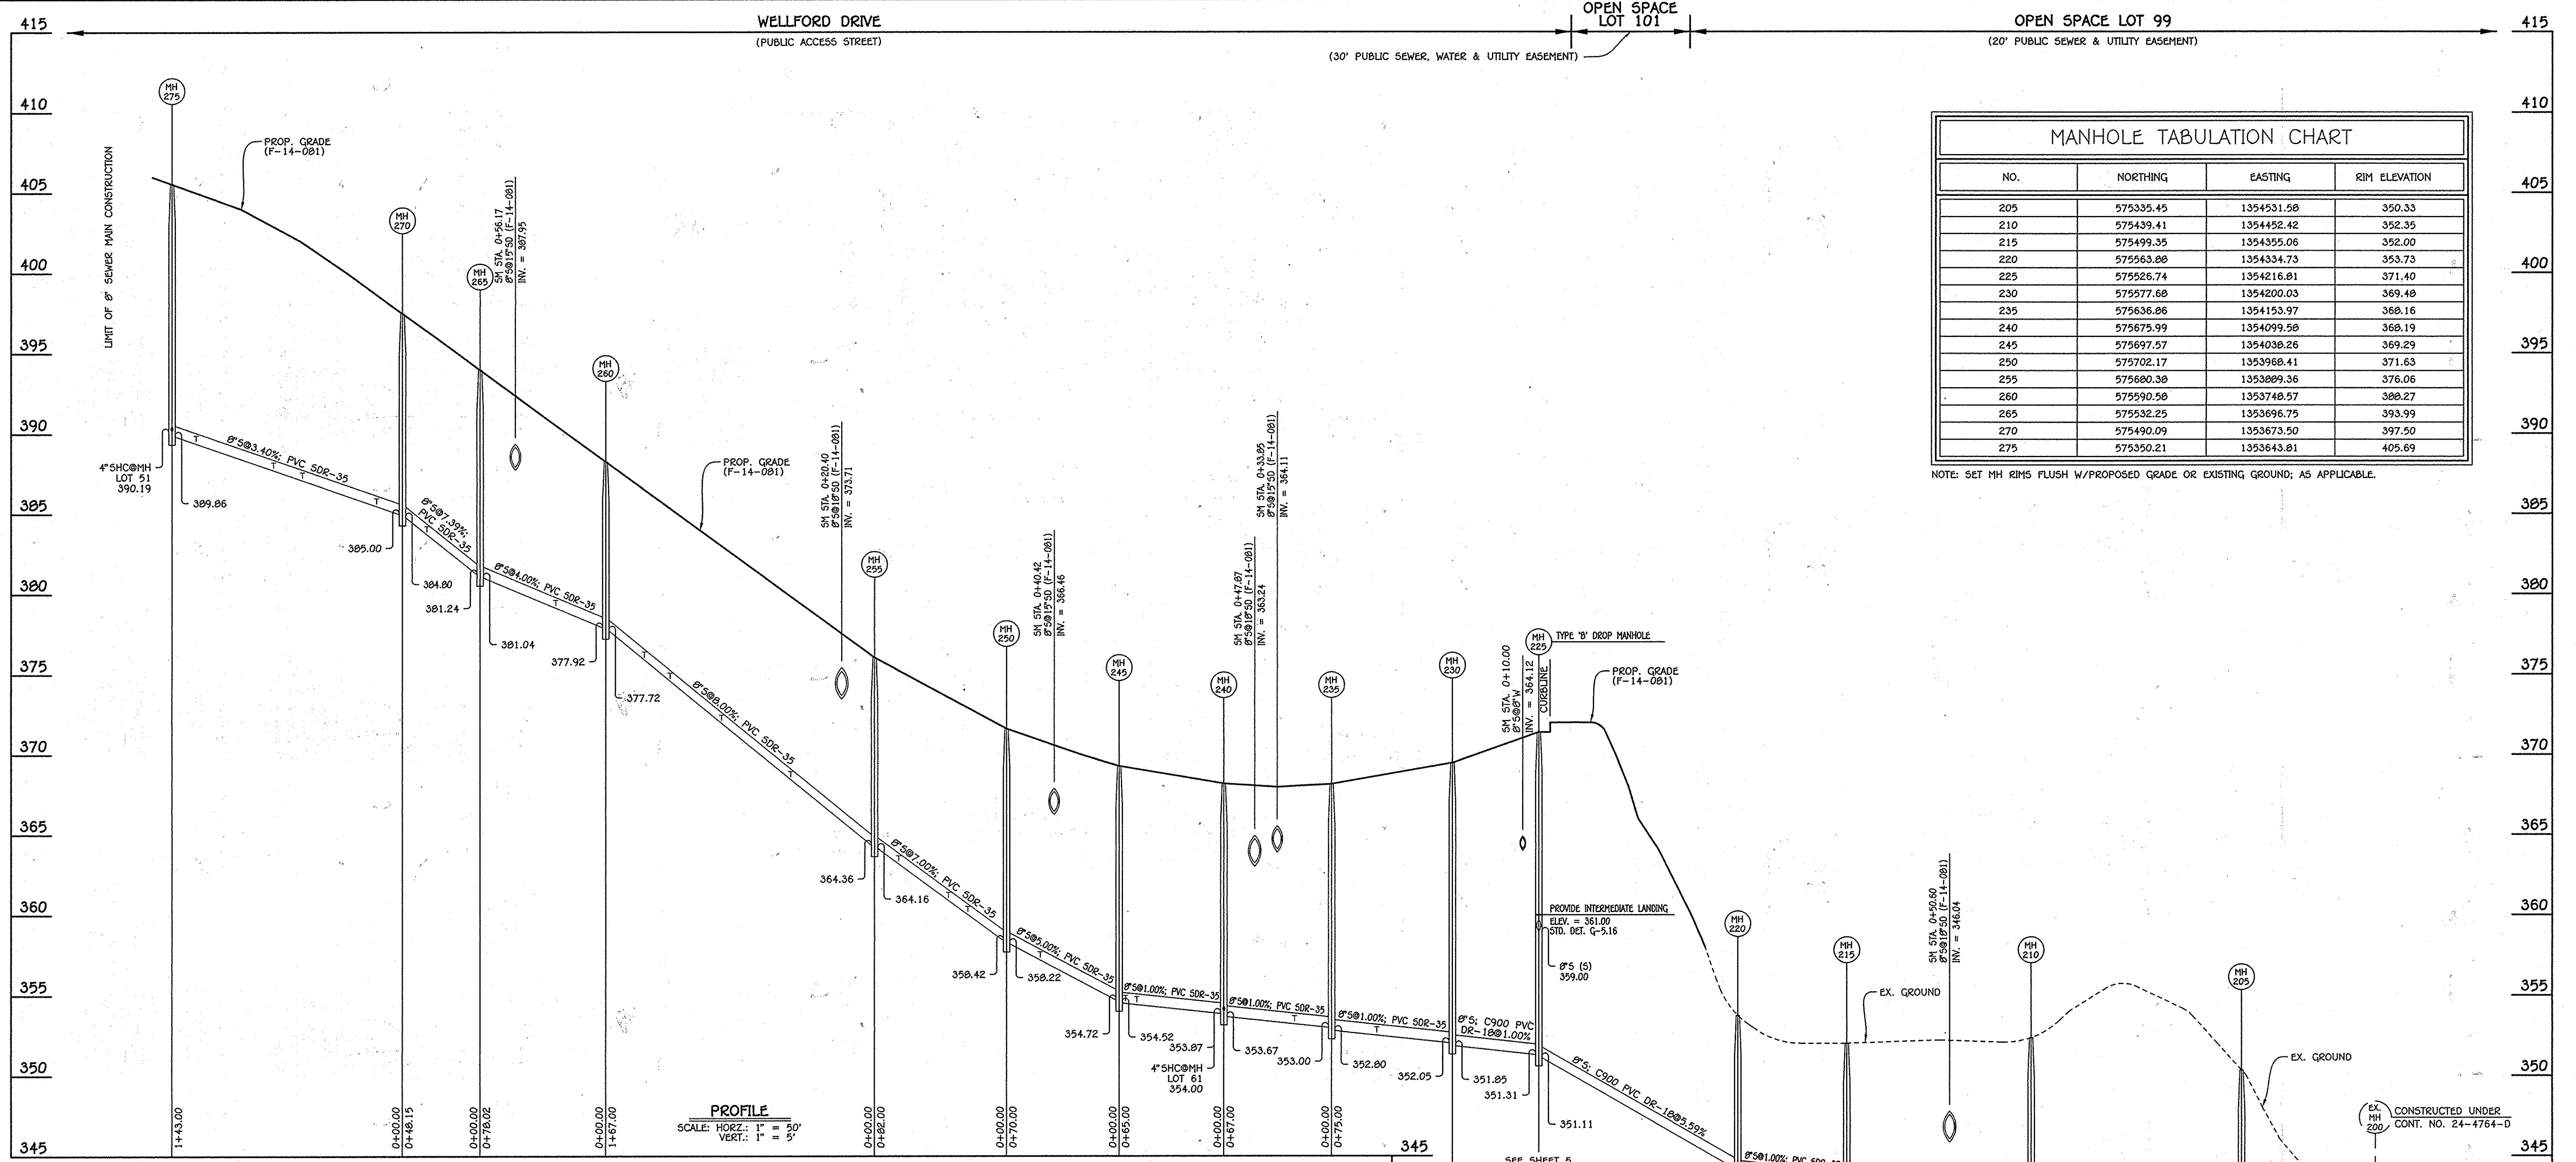 WELLFORD DRIVE
(PUBLIC ACCESS STREET)
OPEN SPACE
LOT 101
(30' PUBLIC SEWER, WATER & UTILITY EASEMENT)
OPEN SPACE LOT 99
(20' PUBLIC SEWER & UTILITY EASEMENT)
415
410
405
400
395
390
385
380
375
370
365
360
355
350
345
415
410
405
400
395
390
385
380
375
370
365
360
355
350
345
MANHOLE TABULATION CHART
NO. NORTHING EASTING RIM ELEVATION
205 575335.45 1354531.58 350.33
210 575439.41 1354452.42 352.35
215 575499.35 1354355.06 352.00
220 575563.88 1354334.73 353.73
225 575526.74 1354216.81 371.40
230 575577.68 1354200.03 369.48
235 575636.86 1354153.97 368.16
240 575675.99 1354099.58 368.19
245 575697.57 1354038.26 369.29
250 575702.17 1353968.41 371.63
255 575680.38 1353889.36 376.06
260 575590.58 1353748.57 388.27
265 575532.25 1353696.75 393.99
270 575490.09 1353673.50 397.50
275 575350.21 1353643.81 405.69
NOTE: SET MH RIMS FLUSH W/PROPOSED GRADE OR EXISTING GROUND; AS APPLICABLE.
LIMIT OF 8" SEWER MAIN CONSTRUCTION
MH
275
PROP. GRADE
(F-14-081)
8"S@3.40%; PVC SDR-35
4"SHC@MH
LOT 51
390.19
389.86
MH
270
385.00
384.80
8"S@7.39%;
PVC SDR-35
MH
265
SM STA. 0+56.17
8"S@15"SD (F-14-081)
INV. = 387.95
381.24
381.04
8"S@4.00%; PVC SDR-35
MH
260
377.92
377.72
8"S@8.00%; PVC SDR-35
PROP. GRADE
(F-14-081)
SM STA. 0+20.40
8"S@18"SD (F-14-081)
INV. = 373.71
MH
255
364.36
364.16
8"S@7.00%; PVC SDR-35
MH
250
358.42
358.22
SM STA. 0+40.42
8"S@15"SD (F-14-081)
INV. = 366.46
8"S@5.00%; PVC SDR-35
MH
245
354.72
354.52
8"S@1.00%; PVC SDR-35
MH
240
353.87
353.67
4"SHC@MH
LOT 61
354.00
SM STA. 0+47.87
8"S@18"SD (F-14-081)
INV. = 363.24
SM STA. 0+33.85
8"S@15"SD (F-14-081)
INV. = 364.11
8"S@1.00%; PVC SDR-35
MH
235
353.00
352.80
8"S@1.00%; PVC SDR-35
MH
230
352.05
351.85
8"S; C900 PVC
DR-18@1.00%
SM STA. 0+10.00
8"S@8"W
INV. = 364.12
CURBLINE
MH
225
TYPE 'B' DROP MANHOLE
PROP. GRADE
(F-14-081)
PROVIDE INTERMEDIATE LANDING
ELEV. = 361.00
STD. DET. G-5.16
8"S (S)
359.00
351.31
351.11
8"S; C900 PVC DR-18@5.59%
MH
220
MH
215
EX. GROUND
SM STA. 0+50.60
8"S@18"SD (F-14-081)
INV. = 346.04
MH
210
MH
205
EX. GROUND
EX.
MH
200
CONSTRUCTED UNDER
CONT. NO. 24-4764-D
1+43.00
0+00.00
0+48.15
0+00.00
0+78.02
0+00.00
1+67.00
0+00.00
0+82.00
0+00.00
0+70.00
0+00.00
0+65.00
0+00.00
0+67.00
0+00.00
0+75.00
PROFILE
SCALE: HORZ.: 1" = 50'
VERT.: 1" = 5'
345
SEE SHEET 5
8"S@1.00%; PVC SDR